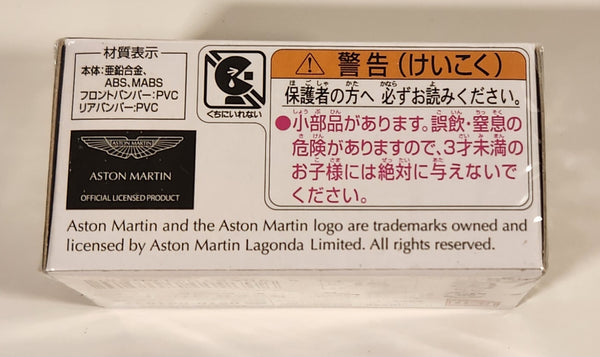 材質表示
本体:亜鉛合金、
ABS、MABS
フロントバンパー:PVC
リアバンパー:PVC
くちにいれない
ASTON MARTIN
ASTON MARTIN
OFFICIAL LICENSED PRODUCT
警告(けいこく)
保護者の方へ 必ずお読みください。
●小部品があります。誤飲・窒息の
危険がありますので、3才未満の
お子様には絶対に与えないで
ください。
Aston Martin and the Aston Martin logo are trademarks owned and
licensed by Aston Martin Lagonda Limited. All rights reserved.